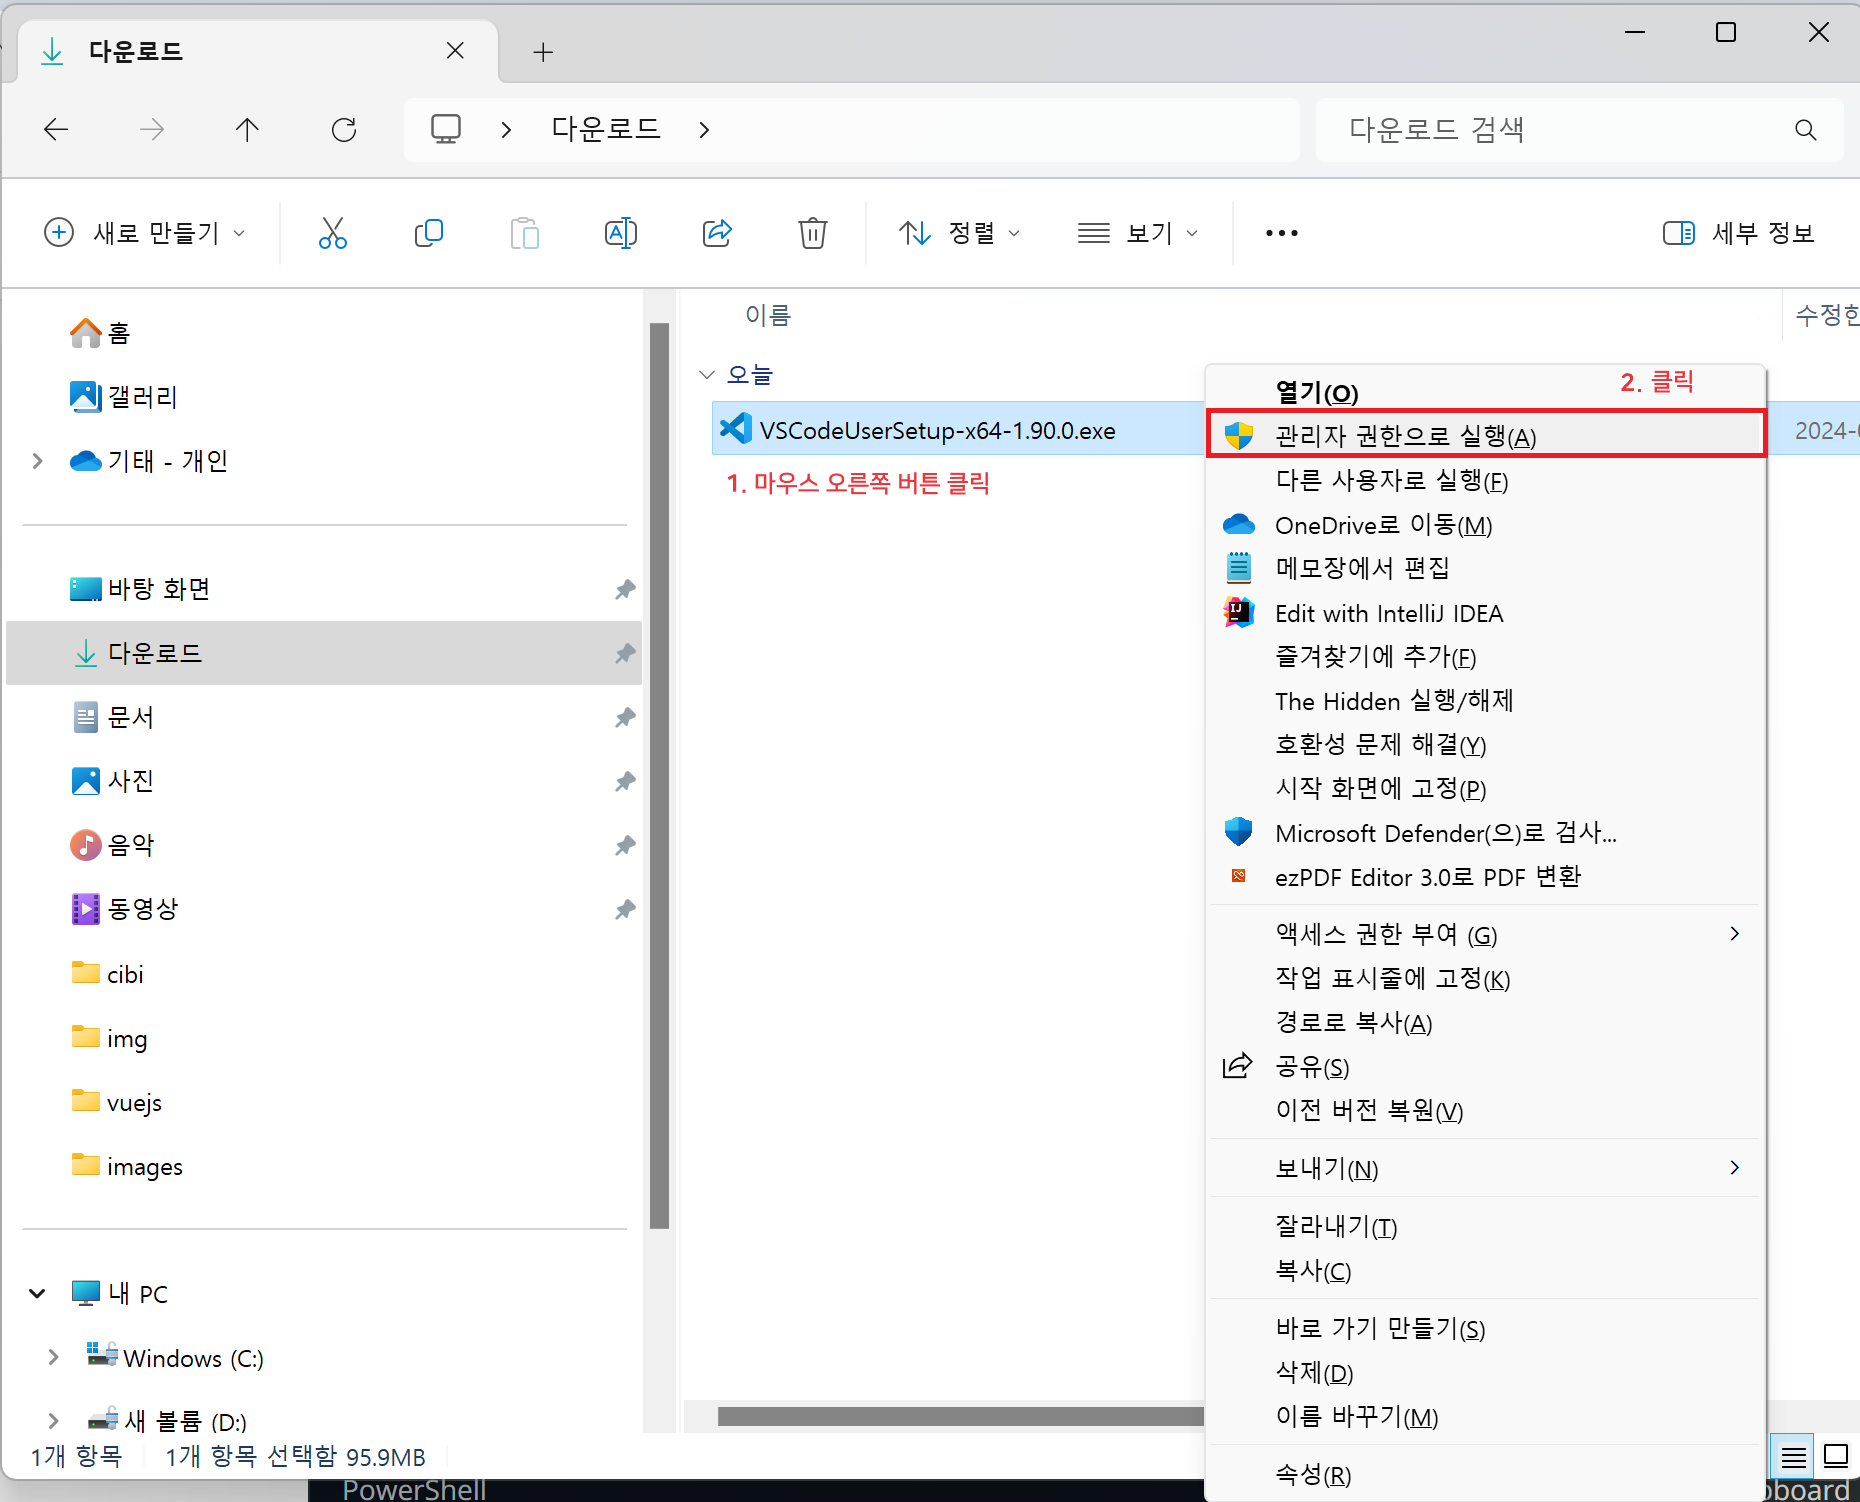 다운로드
다운로드
다운로드 검색
새로 만들기
정렬
보기
세부 정보
홈
갤러리
기태 - 개인
바탕 화면
다운로드
문서
사진
음악
동영상
cibi
img
vuejs
images
내 PC
Windows (C:)
새 볼륨 (D:)
1개 항목
1개 항목 선택함 95.9MB
이름
수정한
오늘
VSCodeUserSetup-x64-1.90.0.exe
2024-
1. 마우스 오른쪽 버튼 클릭
열기(O)
2. 클릭
관리자 권한으로 실행(A)
다른 사용자로 실행(F)
OneDrive로 이동(M)
메모장에서 편집
Edit with IntelliJ IDEA
즐겨찾기에 추가(F)
The Hidden 실행/해제
호환성 문제 해결(Y)
시작 화면에 고정(P)
Microsoft Defender(으)로 검사...
ezPDF Editor 3.0로 PDF 변환
액세스 권한 부여 (G)
작업 표시줄에 고정(K)
경로로 복사(A)
공유(S)
이전 버전 복원(V)
보내기(N)
잘라내기(T)
복사(C)
바로 가기 만들기(S)
삭제(D)
이름 바꾸기(M)
속성(R)
PowerShell